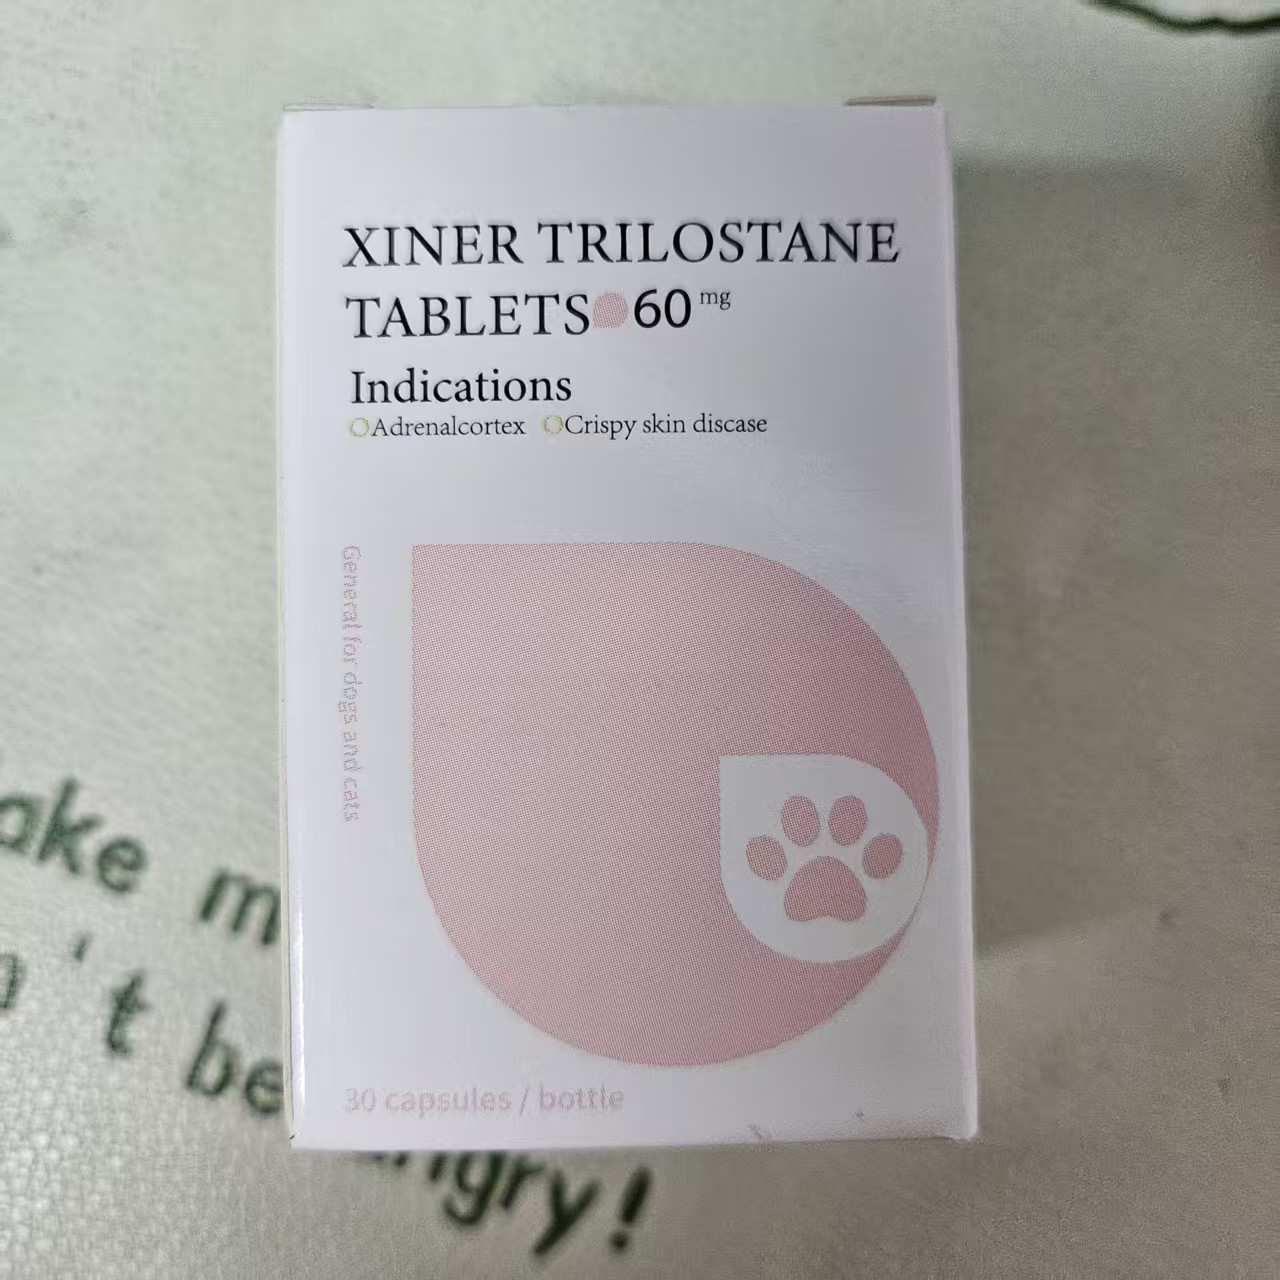 XINER TRILOSTANE
TABLETS 60 mg
Indications
Adrenalcortex Crispy skin discase
General for dogs and cats
30 capsules / bottle
ake m
n't be
ngry!